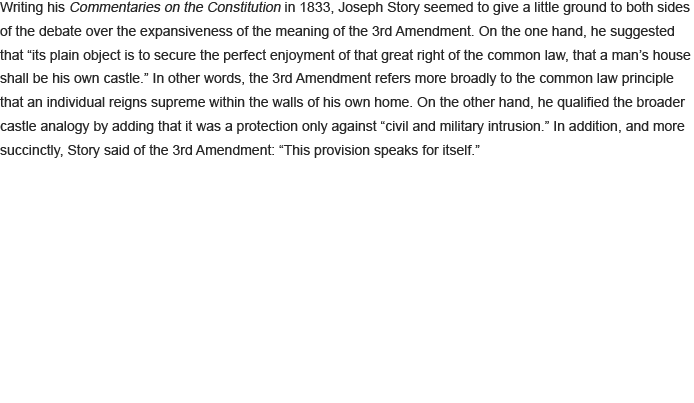 Writing his Commentaries on the Constitution in 1833, Joseph Story seemed to give a little ground to both sides
of the debate over the expansiveness of the meaning of the 3rd Amendment. On the one hand, he suggested
that “its plain object is to secure the perfect enjoyment of that great right of the common law, that a man’s house
shall be his own castle.” In other words, the 3rd Amendment refers more broadly to the common law principle
that an individual reigns supreme within the walls of his own home. On the other hand, he qualified the broader
castle analogy by adding that it was a protection only against “civil and military intrusion.” In addition, and more
succinctly, Story said of the 3rd Amendment: “This provision speaks for itself.”